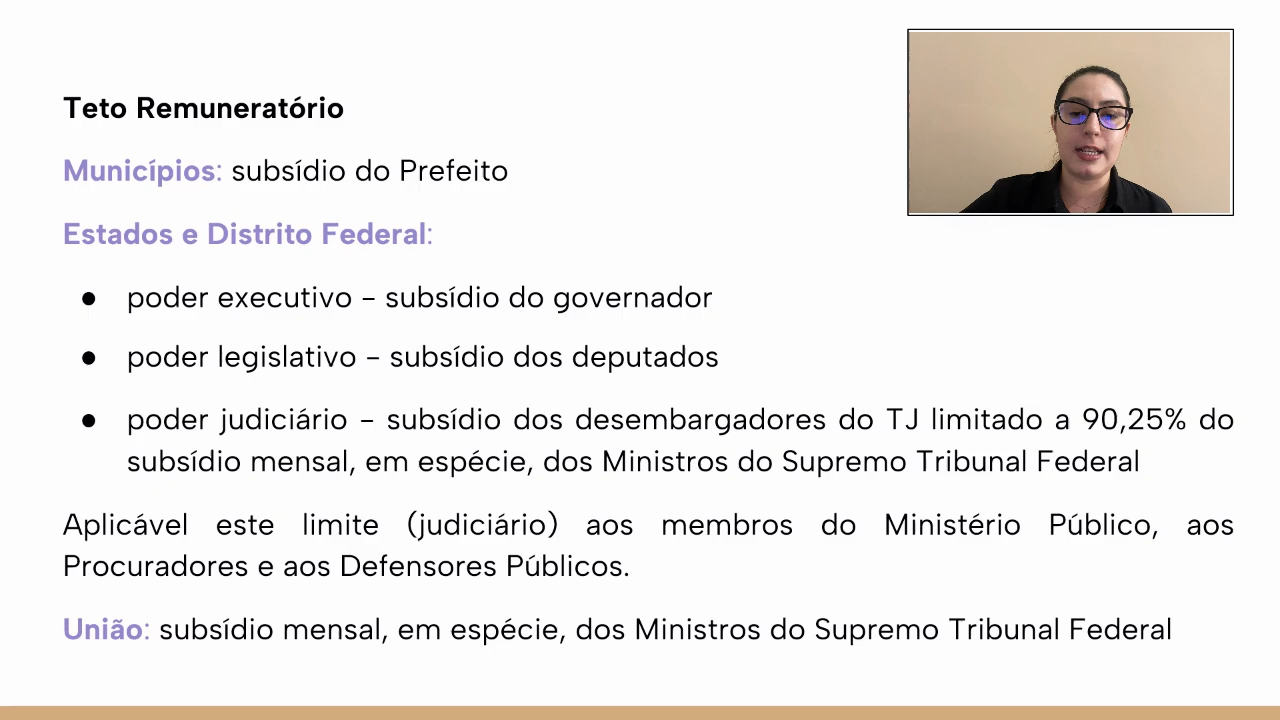 Teto Remuneratório
Municípios: subsídio do Prefeito
Estados e Distrito Federal:
● poder executivo – subsídio do governador
● poder legislativo – subsídio dos deputados
● poder judiciário – subsídio dos desembargadores do TJ limitado a 90,25% do
subsídio mensal, em espécie, dos Ministros do Supremo Tribunal Federal
Aplicável este limite (judiciário) aos membros do Ministério Público, aos
Procuradores e aos Defensores Públicos.
União: subsídio mensal, em espécie, dos Ministros do Supremo Tribunal Federal